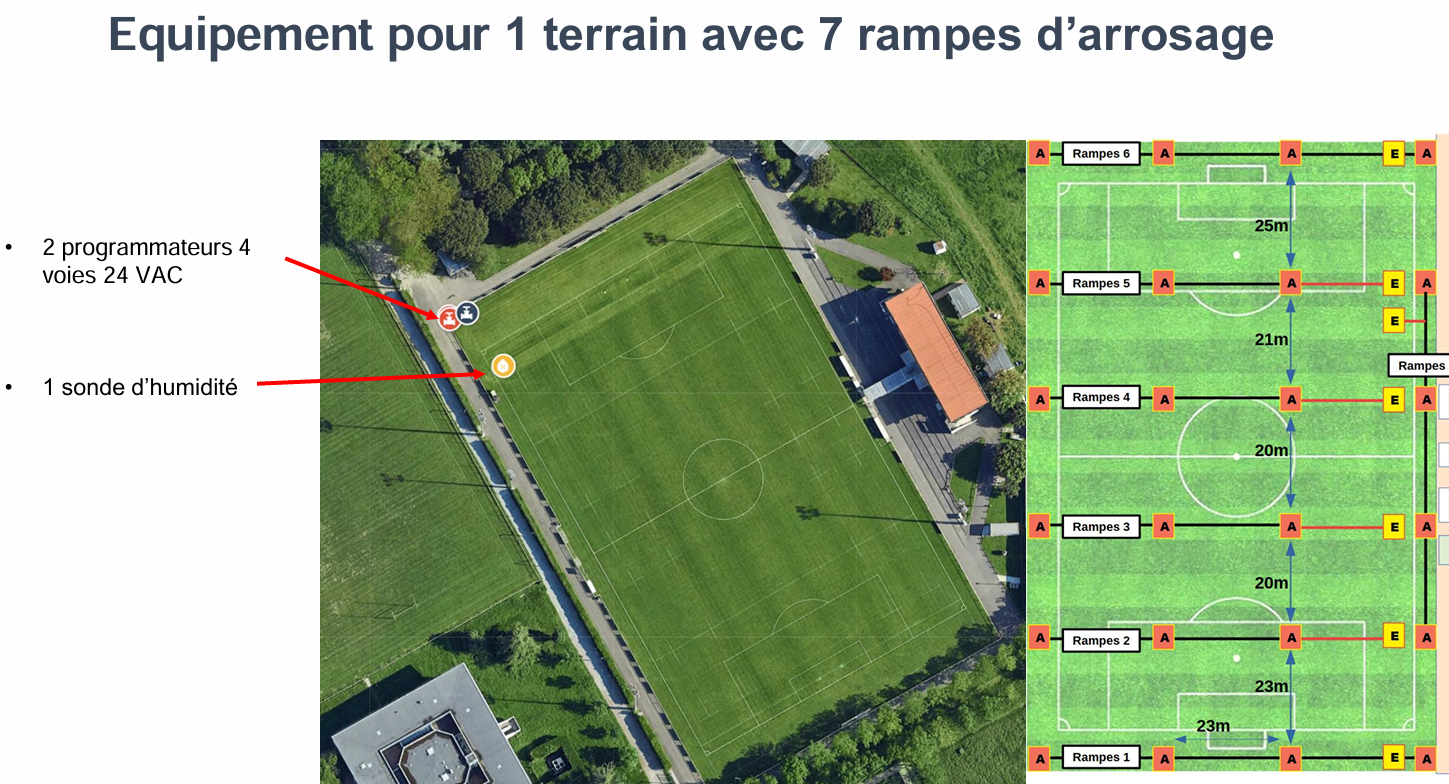 Equipement pour 1 terrain avec 7 rampes d’arrosage
• 2 programmateurs 4
voies 24 VAC
• 1 sonde d’humidité
A Rampes 6 A A E A
25m
A Rampes 5 A A E A
E
21m
Rampes
A Rampes 4 A A E A
20m
A Rampes 3 A A E A
20m
A Rampes 2 A A E A
23m
23m
A Rampes 1 A A E A